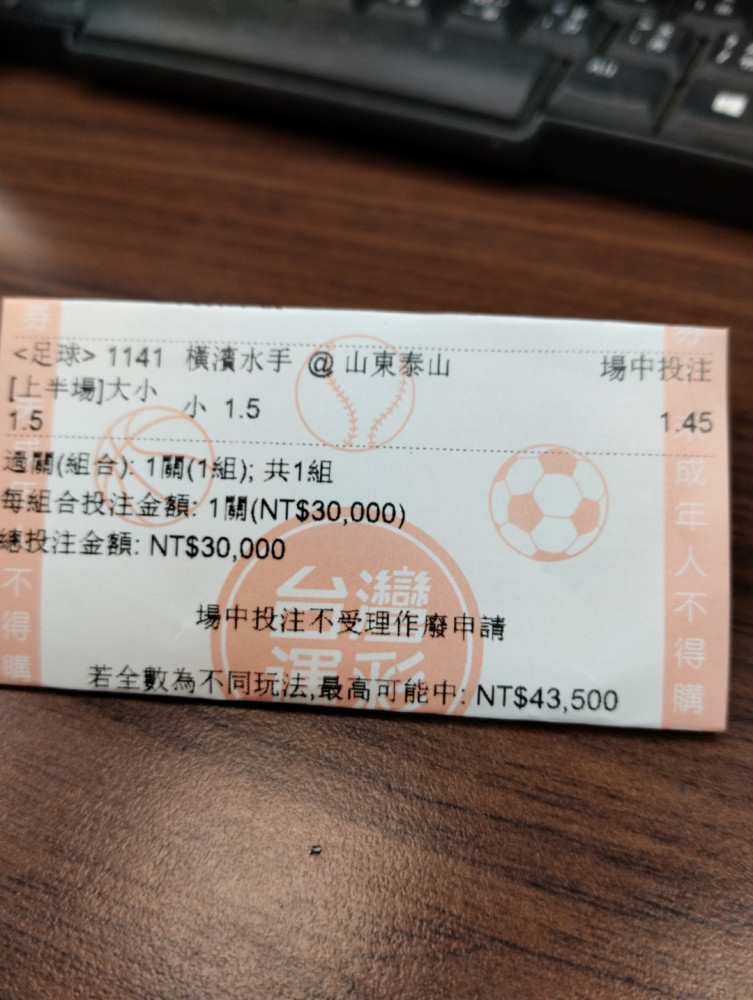 <足球> 1141 橫濱水手 @ 山東泰山 場中投注
[上半場]大小
1.5 小 1.5 1.45
過關(組合): 1關(1組); 共1組
每組合投注金額: 1關(NT$30,000)
總投注金額: NT$30,000
場中投注不受理作廢申請
若全數為不同玩法,最高可能中: NT$43,500
台灣
運彩
不得購
成年人不得購